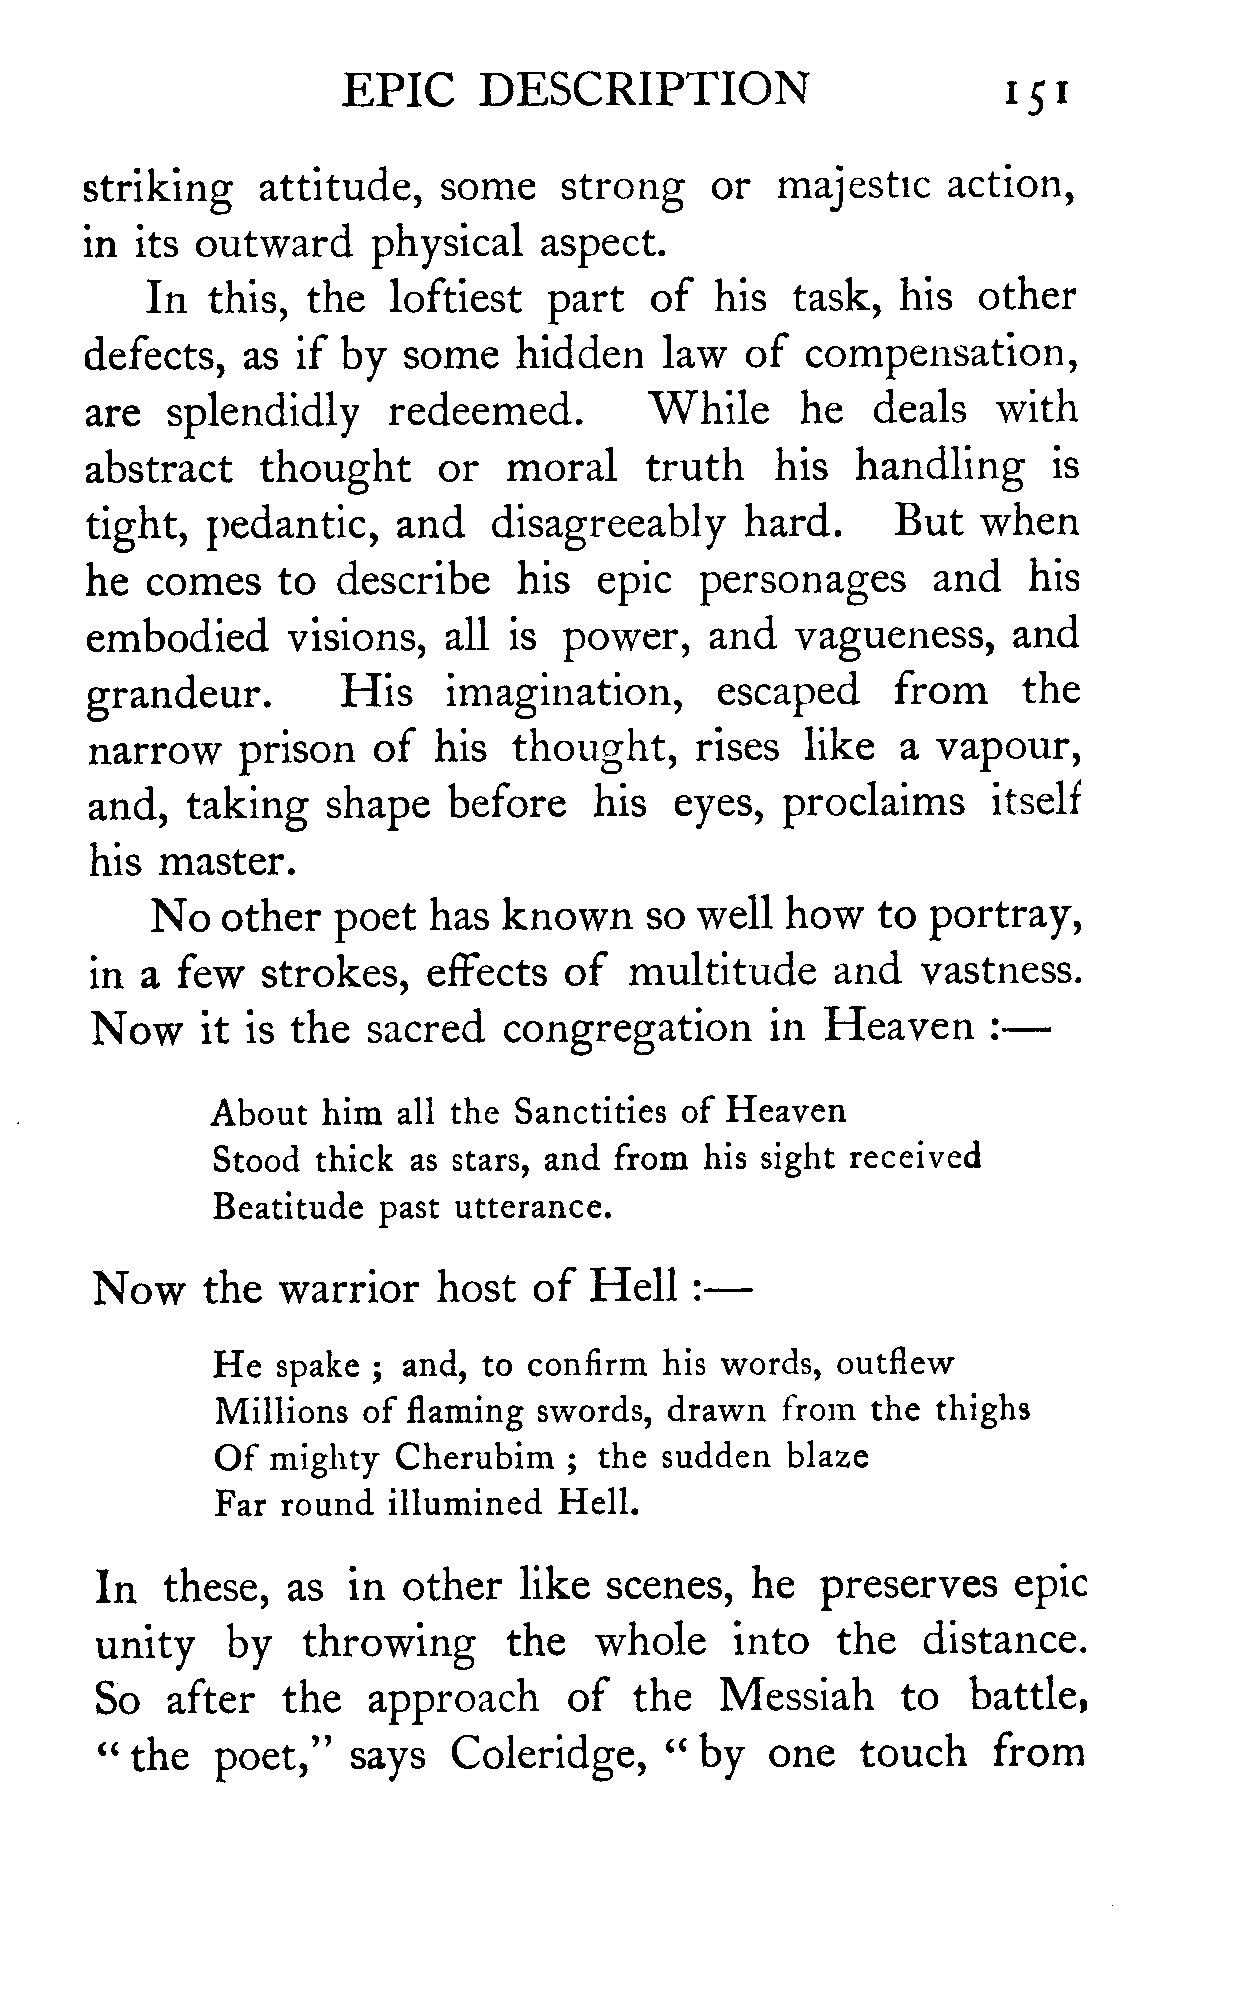 EPIC DESCRIPTION 151
striking attitude, some strong or majestic action,
in its outward physical aspect.
In this, the loftiest part of his task, his other
defects, as if by some hidden law of compensation,
are splendidly redeemed. While he deals with
abstract thought or moral truth his handling is
tight, pedantic, and disagreeably hard. But when
he comes to describe his epic personages and his
embodied visions, all is power, and vagueness, and
grandeur. His imagination, escaped from the
narrow prison of his thought, rises like a vapour,
and, taking shape before his eyes, proclaims itself
his master.
No other poet has known so well how to portray,
in a few strokes, effects of multitude and vastness.
Now it is the sacred congregation in Heaven :—
About him all the Sanctities of Heaven
Stood thick as stars, and from his sight received
Beatitude past utterance.
Now the warrior host of Hell :—
He spake ; and, to confirm his words, outflew
Millions of flaming swords, drawn from the thighs
Of mighty Cherubim ; the sudden blaze
Far round illumined Hell.
In these, as in other like scenes, he preserves epic
unity by throwing the whole into the distance.
So after the approach of the Messiah to battle,
“ the poet,” says Coleridge, “ by one touch from